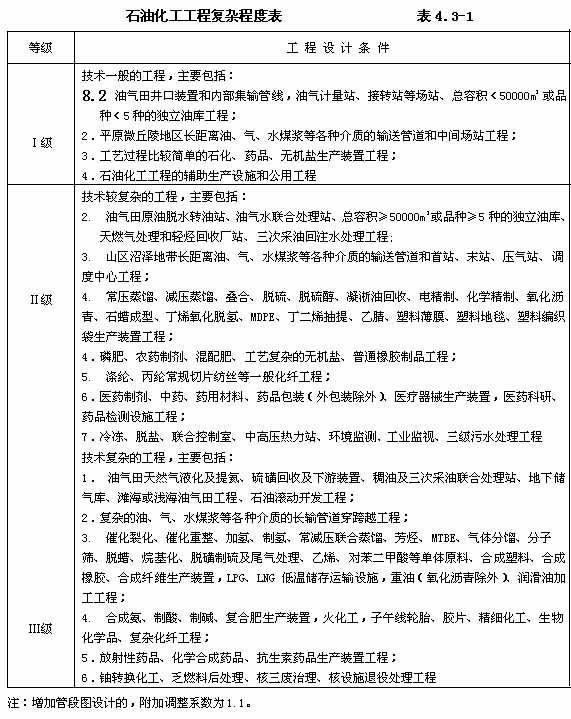 石油化工工程复杂程度表 表 4.3-1
等级 工 程 设 计 条 件
技术一般的工程，主要包括：
8.2 油气田井口装置和内部集输管线，油气计量站、接转站等场站、总容积＜50000m³或品
种＜5种的独立油库工程；
2．平原微丘陵地区长距离油、气、水煤浆等各种介质的输送管道和中间场站工程；
Ⅰ级
3．工艺过程比较简单的石化、药品、无机盐生产装置工程；
4．石油化工工程的辅助生产设施和公用工程
技术较复杂的工程，主要包括：
2. 油气田原油脱水转油站、油气水联合处理站、总容积≥50000m³或品种≥5种的独立油库、
天燃气处理和轻烃回收厂站、三次采油回注水处理工程；
3. 山区沼泽地带长距离油、气、水煤浆等各种介质的输送管道和首站、末站、压气站、调
度中心工程；
Ⅱ级
4. 常压蒸馏、减压蒸馏、叠合、脱硫、脱硫醇、凝淅油回收、电精制、化学精制、氧化沥
青、石蜡成型、丁烯氧化脱氢、MDPE、丁二烯抽提、乙腈、塑料薄膜、塑料地毯、塑料编织
袋生产装置工程；
4．磷肥、农药制剂、混配肥、工艺复杂的无机盐、普通橡胶制品工程；
5. 涤纶、丙纶常规切片纺丝等一般化纤工程；
6．医药制剂、中药、药用材料、药品包装（外包装除外）、医疗器械生产装置，医药科研、
药品检测设施工程；
7．冷冻、脱盐、联合控制室、中高压热力站、环境监测、工业监视、三级污水处理工程
技术复杂的工程，主要包括：
1. 油气田天然气液化及提氦、硫磺回收及下游装置、稠油及三次采油联合处理站、地下储
气库、滩海或浅海油气田工程、石油滚动开发工程；
2．复杂的油、气、水煤浆等各种介质的长输管道穿跨越工程；
3. 催化裂化、催化重整、加氢、制氢、常减压联合蒸馏、芳烃、MTBE、气体分馏、分子
筛、脱蜡、烷基化、脱磺制硫及尾气处理、乙烯、对苯二甲酸等单体原料、合成塑料、合成
橡胶、合成纤维生产装置，LPG、LNG 低温储存运输设施，重油（氧化沥青除外）、润滑油加
工工程；
Ⅲ级
4. 合成氨、制酸、制碱、复合肥生产装置，火化工，子午线轮胎、胶片、精细化工、生物
化学品、复杂化纤工程；
5．放射性药品、化学合成药品、抗生素药品生产装置工程；
6．铀转换化工、乏燃料后处理、核三废治理、核设施退役处理工程
注：增加管段图设计的，附加调整系数为1.1。